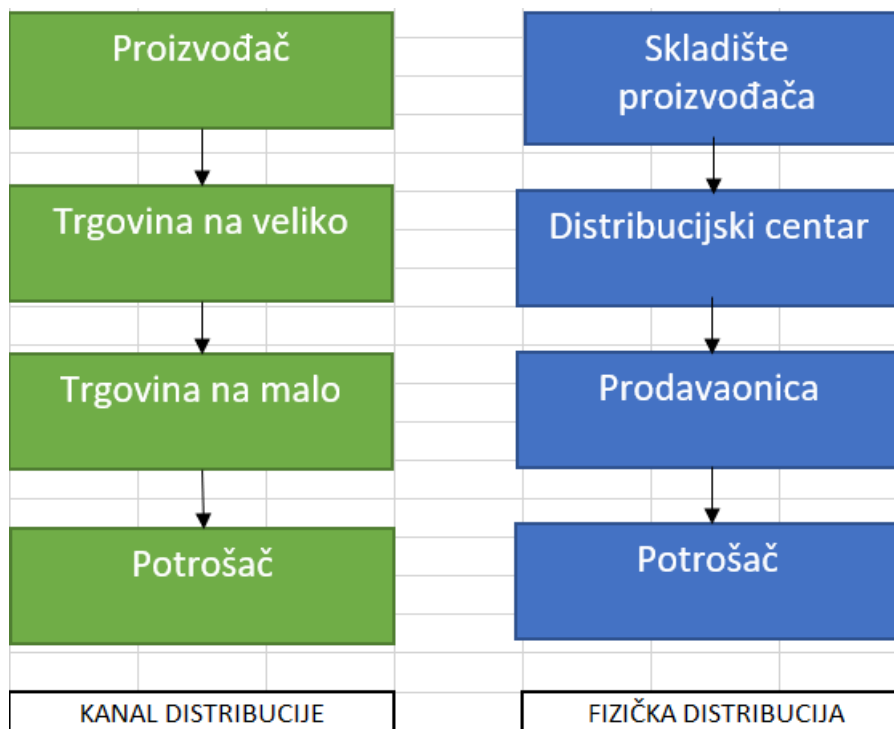 Proizvođač
Trgovina na veliko
Trgovina na malo
Potrošač
KANAL DISTRIBUCIJE
Skladište
proizvođača
Distribucijski centar
Prodavaonica
Potrošač
FIZIČKA DISTRIBUCIJA